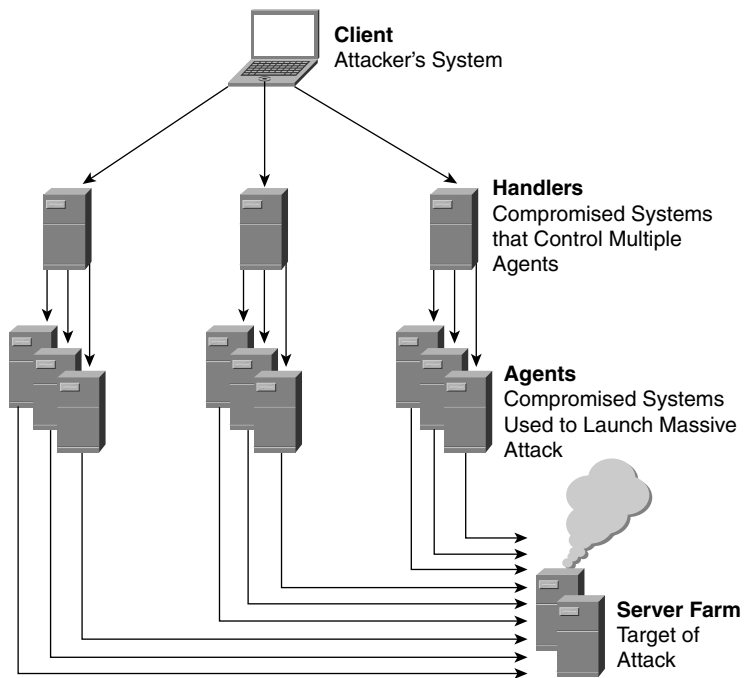 Client
Attacker's System
Handlers
Compromised Systems
that Control Multiple
Agents
Agents
Compromised Systems
Used to Launch Massive
Attack
Server Farm
Target of
Attack